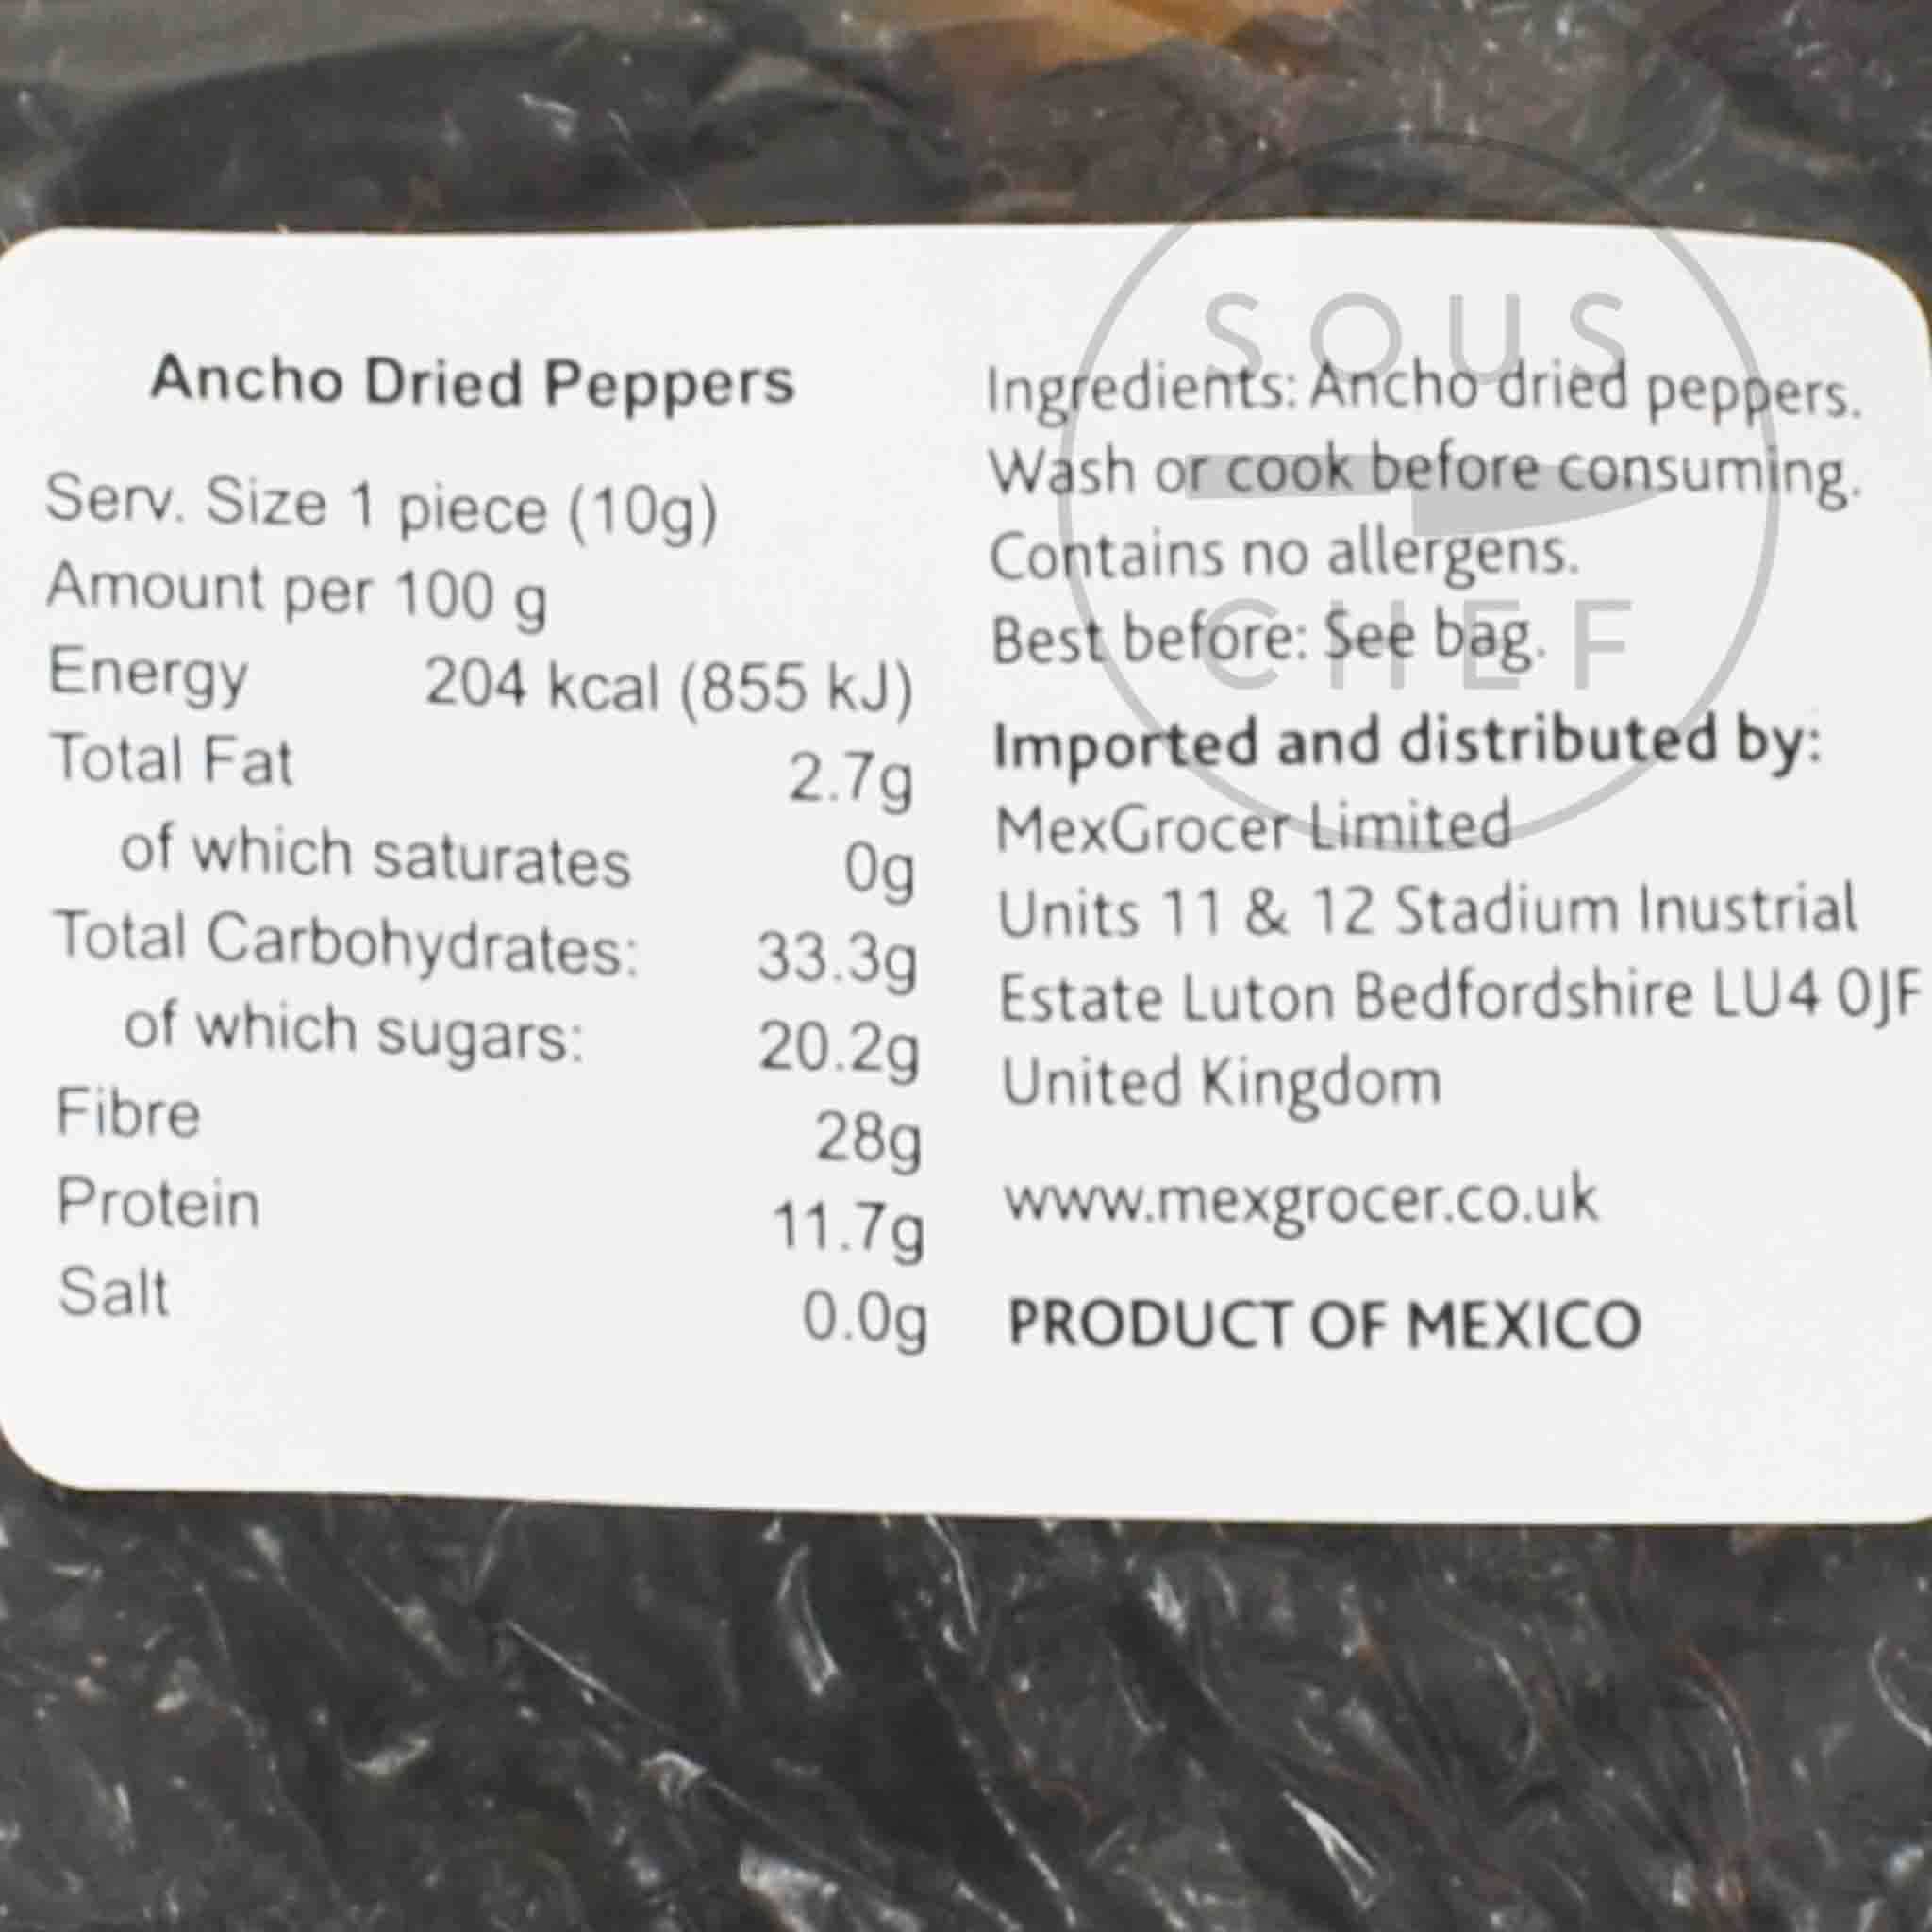 Ancho Dried Peppers
Serv. Size 1 piece (10g)
Amount per 100 g
Energy 204 kcal (855 kJ)
Total Fat 2.7g
of which saturates 0g
Total Carbohydrates: 33.3g
of which sugars: 20.2g
Fibre 28g
Protein 11.7g
Salt 0.0g
Ingredients: Ancho dried peppers.
Wash or cook before consuming.
Contains no allergens.
Best before: See bag.
Imported and distributed by:
MexGrocer Limited
Units 11 & 12 Stadium Inustrial
Estate Luton Bedfordshire LU4 0JF
United Kingdom
www.mexgrocer.co.uk
PRODUCT OF MEXICO
SOUS
CHEF